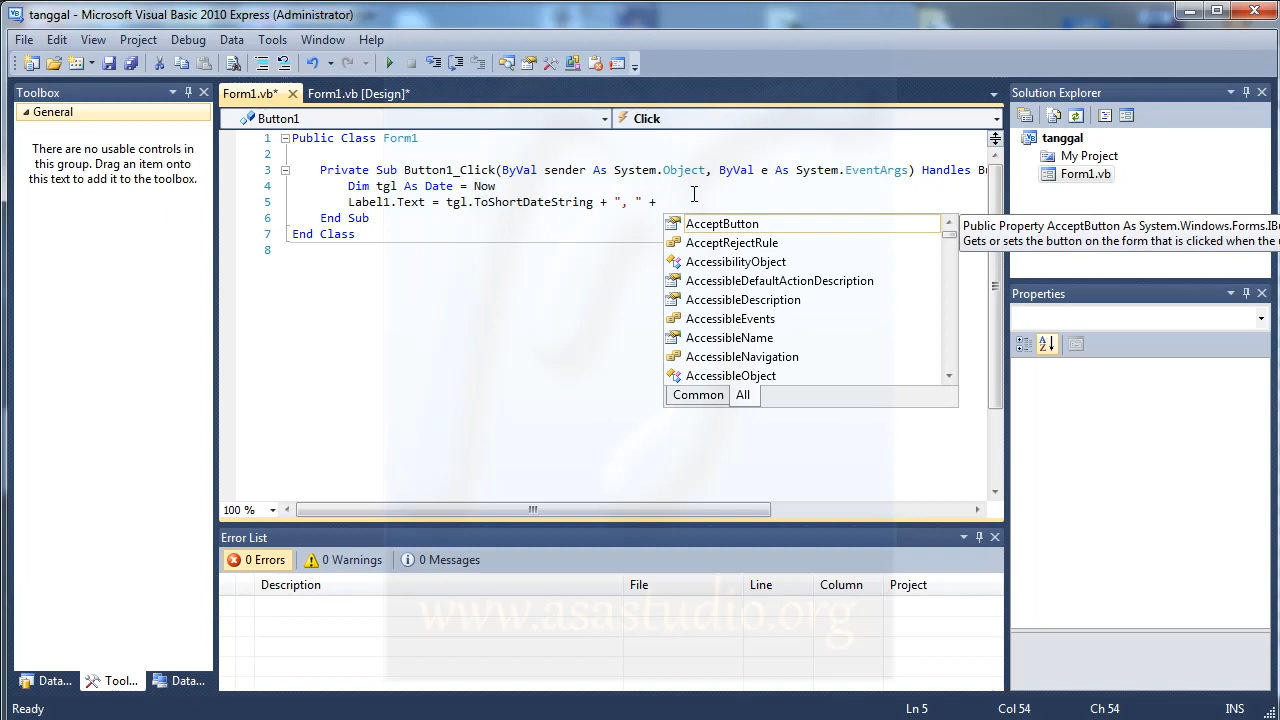 tanggal - Microsoft Visual Basic 2010 Express (Administrator)
File Edit View Project Debug Data Tools Window Help
Toolbox
General
There are no usable controls in
this group. Drag an item onto
this text to add it to the toolbox.
Data... Tool... Data...
Form1.vb* Form1.vb [Design]*
Button1 Click
1 Public Class Form1
2
3 Private Sub Button1_Click(ByVal sender As System.Object, ByVal e As System.EventArgs) Handles Bu
4 Dim tgl As Date = Now
5 Label1.Text = tgl.ToShortDateString + ", " +
6 End Sub
7 End Class
8
AcceptButton
AcceptRejectRule
AccessibilityObject
AccessibleDefaultActionDescription
AccessibleDescription
AccessibleEvents
AccessibleName
AccessibleNavigation
AccessibleObject
Common All
Public Property AcceptButton As System.Windows.Forms.IBu
Gets or sets the button on the form that is clicked when the u
100 %
Error List
0 Errors 0 Warnings 0 Messages
Description File Line Column Project
www.asastudio.org
Solution Explorer
tanggal
My Project
Form1.vb
Properties
Ready Ln 5 Col 54 Ch 54 INS